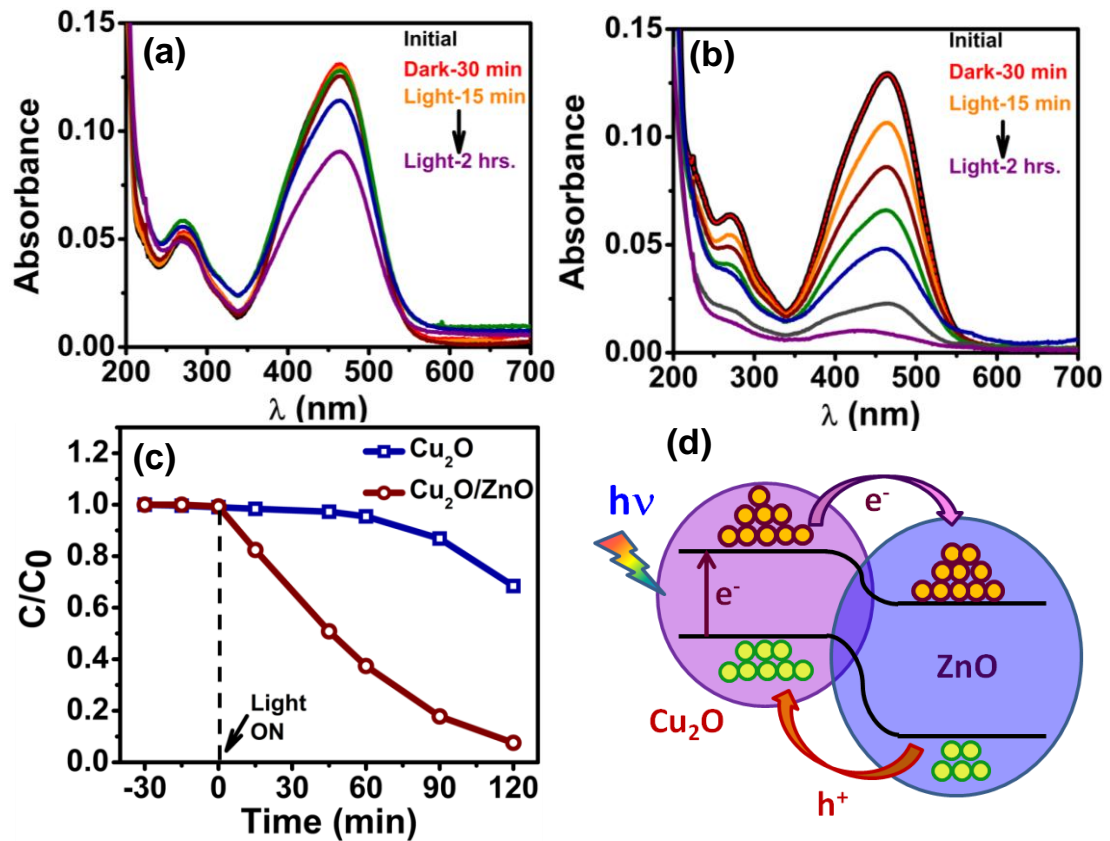 (a)
Initial
Dark-30 min
Light-15 min
Light-2 hrs.
Absorbance
0.15
0.10
0.05
0.00
200 300 400 500 600 700
λ (nm)
(b)
Initial
Dark-30 min
Light-15 min
Light-2 hrs.
Absorbance
0.15
0.10
0.05
0.00
200 300 400 500 600 700
λ (nm)
(c)
Cu₂O
Cu₂O/ZnO
C/C0
1.2
1.0
0.8
0.6
0.4
0.2
0.0
Light
ON
-30 0 30 60 90 120
Time (min)
(d)
hν
e⁻
e⁻
ZnO
Cu₂O
h⁺